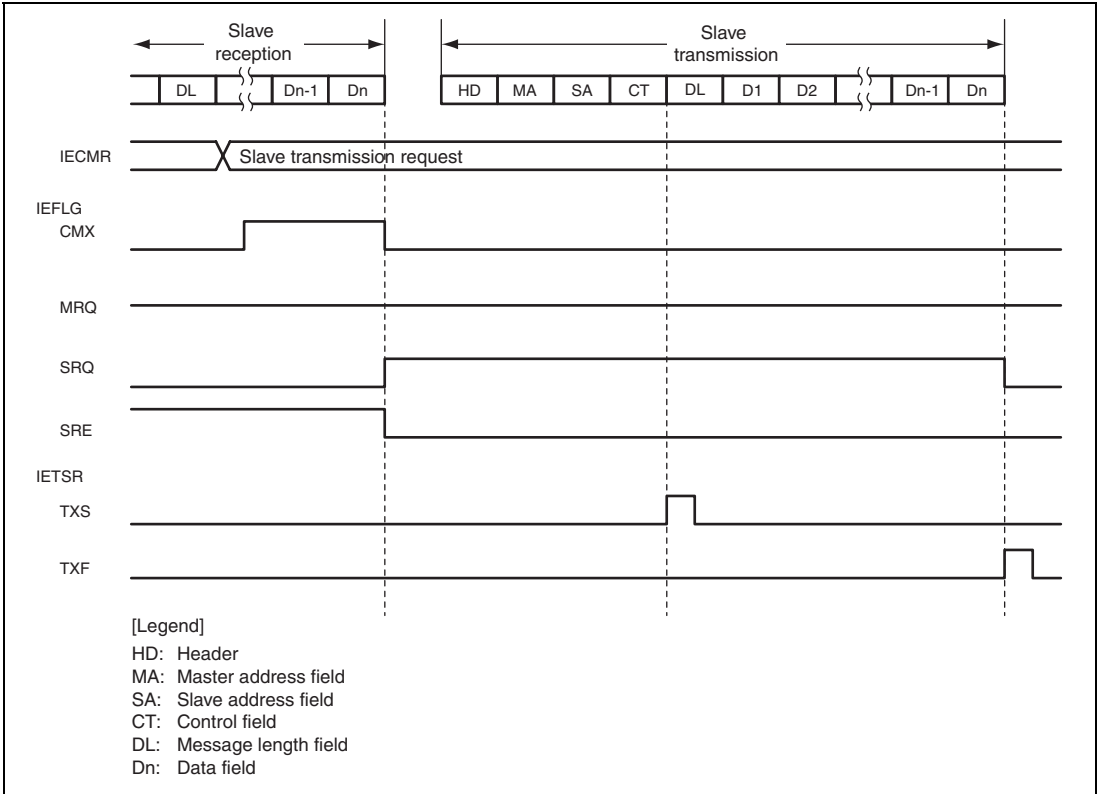 Slave
reception
Slave
transmission
DL Dn-1 Dn HD MA SA CT DL D1 D2 Dn-1 Dn
IECMR Slave transmission request
IEFLG
CMX
MRQ
SRQ
SRE
IETSR
TXS
TXF
[Legend]
HD: Header
MA: Master address field
SA: Slave address field
CT: Control field
DL: Message length field
Dn: Data field